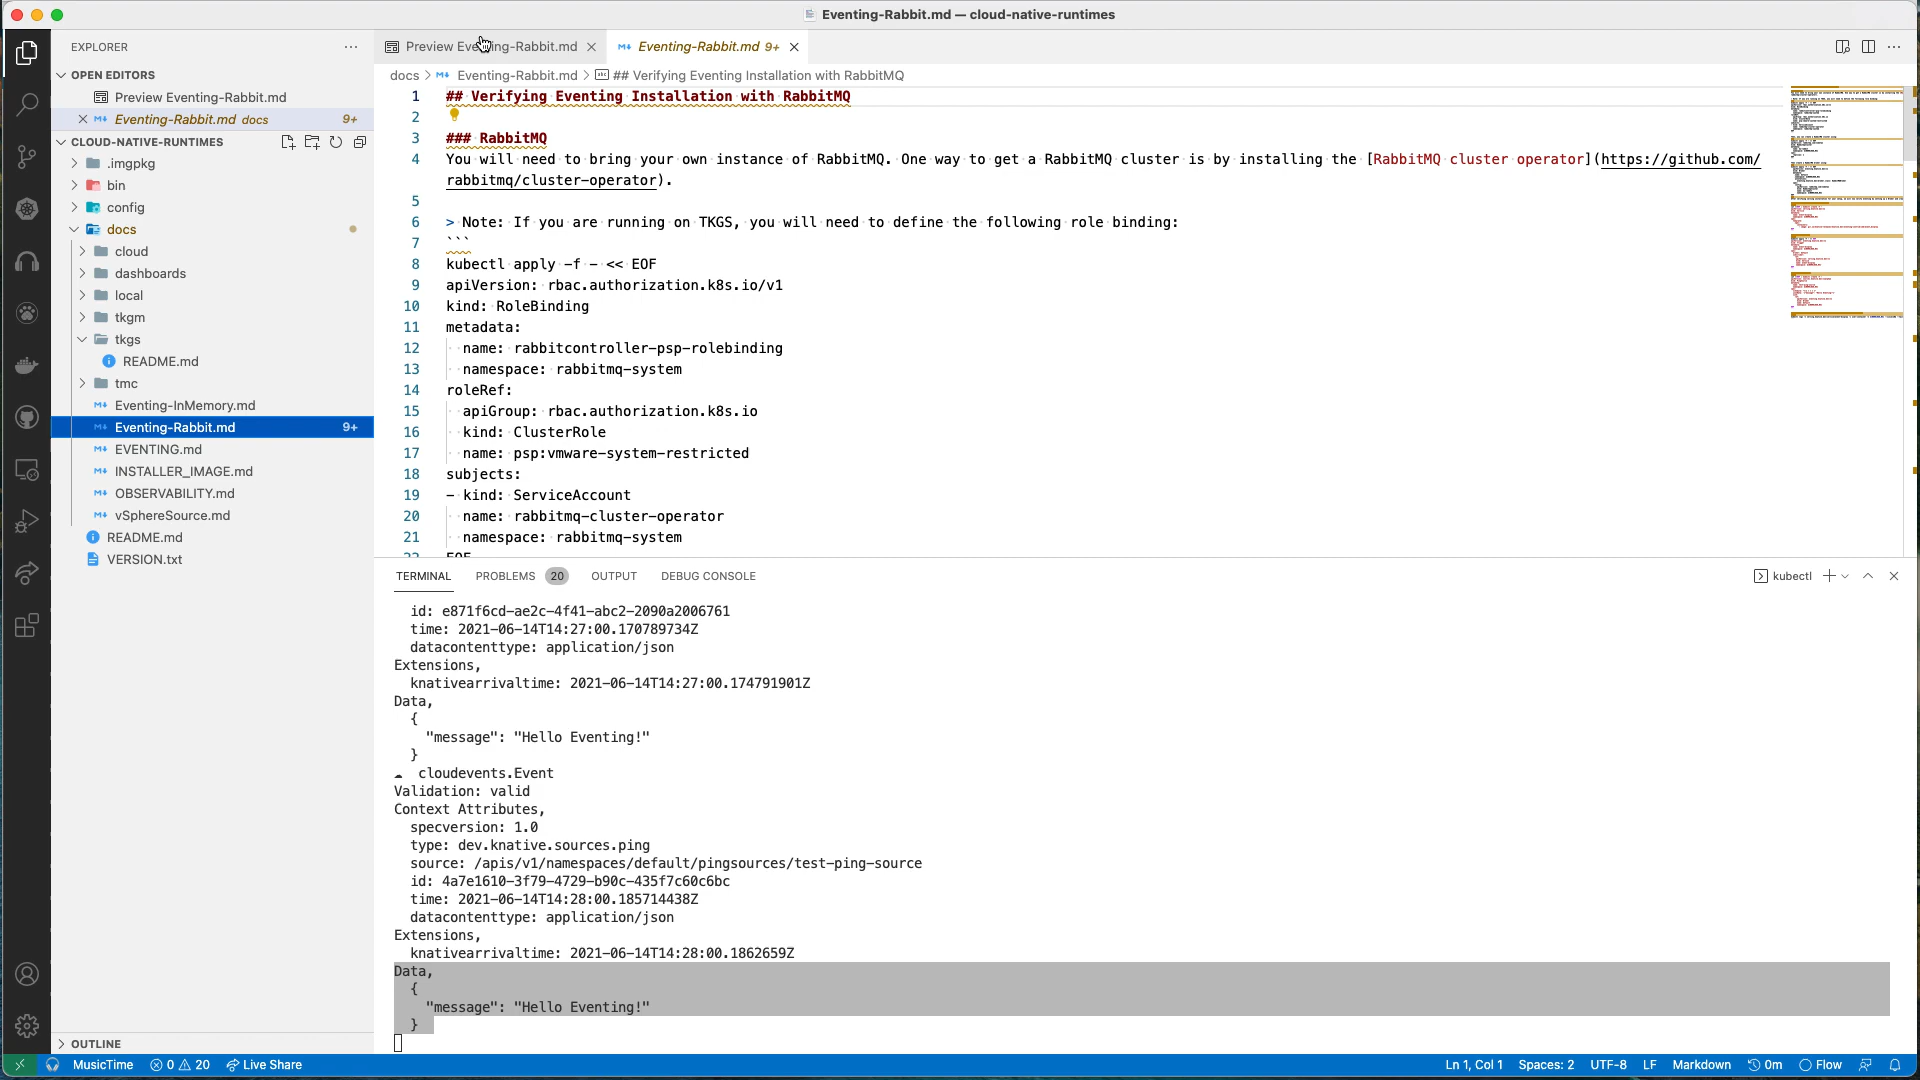 Eventing-Rabbit.md — cloud-native-runtimes
EXPLORER
OPEN EDITORS
Preview Eventing-Rabbit.md
Eventing-Rabbit.md docs 9+
CLOUD-NATIVE-RUNTIMES
.imgpkg
bin
config
docs
cloud
dashboards
local
tkgm
tkgs
README.md
tmc
Eventing-InMemory.md
Eventing-Rabbit.md 9+
EVENTING.md
INSTALLER_IMAGE.md
OBSERVABILITY.md
vSphereSource.md
README.md
VERSION.txt
OUTLINE
Preview Eventing-Rabbit.md
Eventing-Rabbit.md 9+
docs > Eventing-Rabbit.md > ## Verifying Eventing Installation with RabbitMQ
1 ## Verifying Eventing Installation with RabbitMQ
2
3 ### RabbitMQ
4 You will need to bring your own instance of RabbitMQ. One way to get a RabbitMQ cluster is by installing the [RabbitMQ cluster operator](https://github.com/
rabbitmq/cluster-operator).
5
6 > Note: If you are running on TKGS, you will need to define the following role binding:
7 ```
8 kubectl apply -f - << EOF
9 apiVersion: rbac.authorization.k8s.io/v1
10 kind: RoleBinding
11 metadata:
12   name: rabbitcontroller-psp-rolebinding
13   namespace: rabbitmq-system
14 roleRef:
15   apiGroup: rbac.authorization.k8s.io
16   kind: ClusterRole
17   name: psp:vmware-system-restricted
18 subjects:
19 - kind: ServiceAccount
20   name: rabbitmq-cluster-operator
21   namespace: rabbitmq-system
22 EOF
TERMINAL PROBLEMS 20 OUTPUT DEBUG CONSOLE
kubectl
id: e871f6cd-ae2c-4f41-abc2-2090a2006761
time: 2021-06-14T14:27:00.170789734Z
datacontenttype: application/json
Extensions,
knativearrivaltime: 2021-06-14T14:27:00.174791901Z
Data,
{
"message": "Hello Eventing!"
}
☁ cloudevents.Event
Validation: valid
Context Attributes,
specversion: 1.0
type: dev.knative.sources.ping
source: /apis/v1/namespaces/default/pingsources/test-ping-source
id: 4a7e1610-3f79-4729-b90c-435f7c60c6bc
time: 2021-06-14T14:28:00.185714438Z
datacontenttype: application/json
Extensions,
knativearrivaltime: 2021-06-14T14:28:00.1862659Z
Data,
{
"message": "Hello Eventing!"
}
MusicTime 0 20 Live Share
Ln 1, Col 1 Spaces: 2 UTF-8 LF Markdown 0m Flow